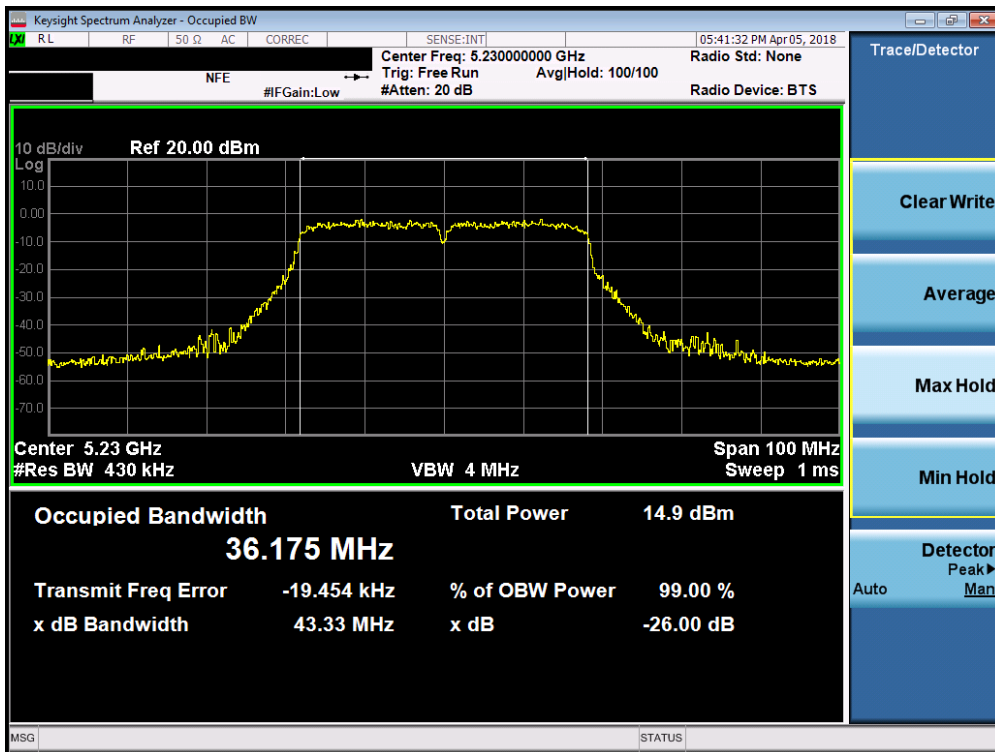 Keysight Spectrum Analyzer - Occupied BW
LXI RL RF 50 Ω AC CORREC SENSE:INT 05:41:32 PM Apr 05, 2018
Center Freq: 5.230000000 GHz Radio Std: None
NFE Trig: Free Run Avg|Hold: 100/100
#IFGain:Low #Atten: 20 dB Radio Device: BTS
10 dB/div Ref 20.00 dBm
Log
10.0
0.00
-10.0
-20.0
-30.0
-40.0
-50.0
-60.0
-70.0
Center 5.23 GHz Span 100 MHz
#Res BW 430 kHz VBW 4 MHz Sweep 1 ms
Occupied Bandwidth Total Power 14.9 dBm
36.175 MHz
Transmit Freq Error -19.454 kHz % of OBW Power 99.00 %
x dB Bandwidth 43.33 MHz x dB -26.00 dB
MSG STATUS
Trace/Detector
Clear Write
Average
Max Hold
Min Hold
Detector
Peak▶
Auto Man